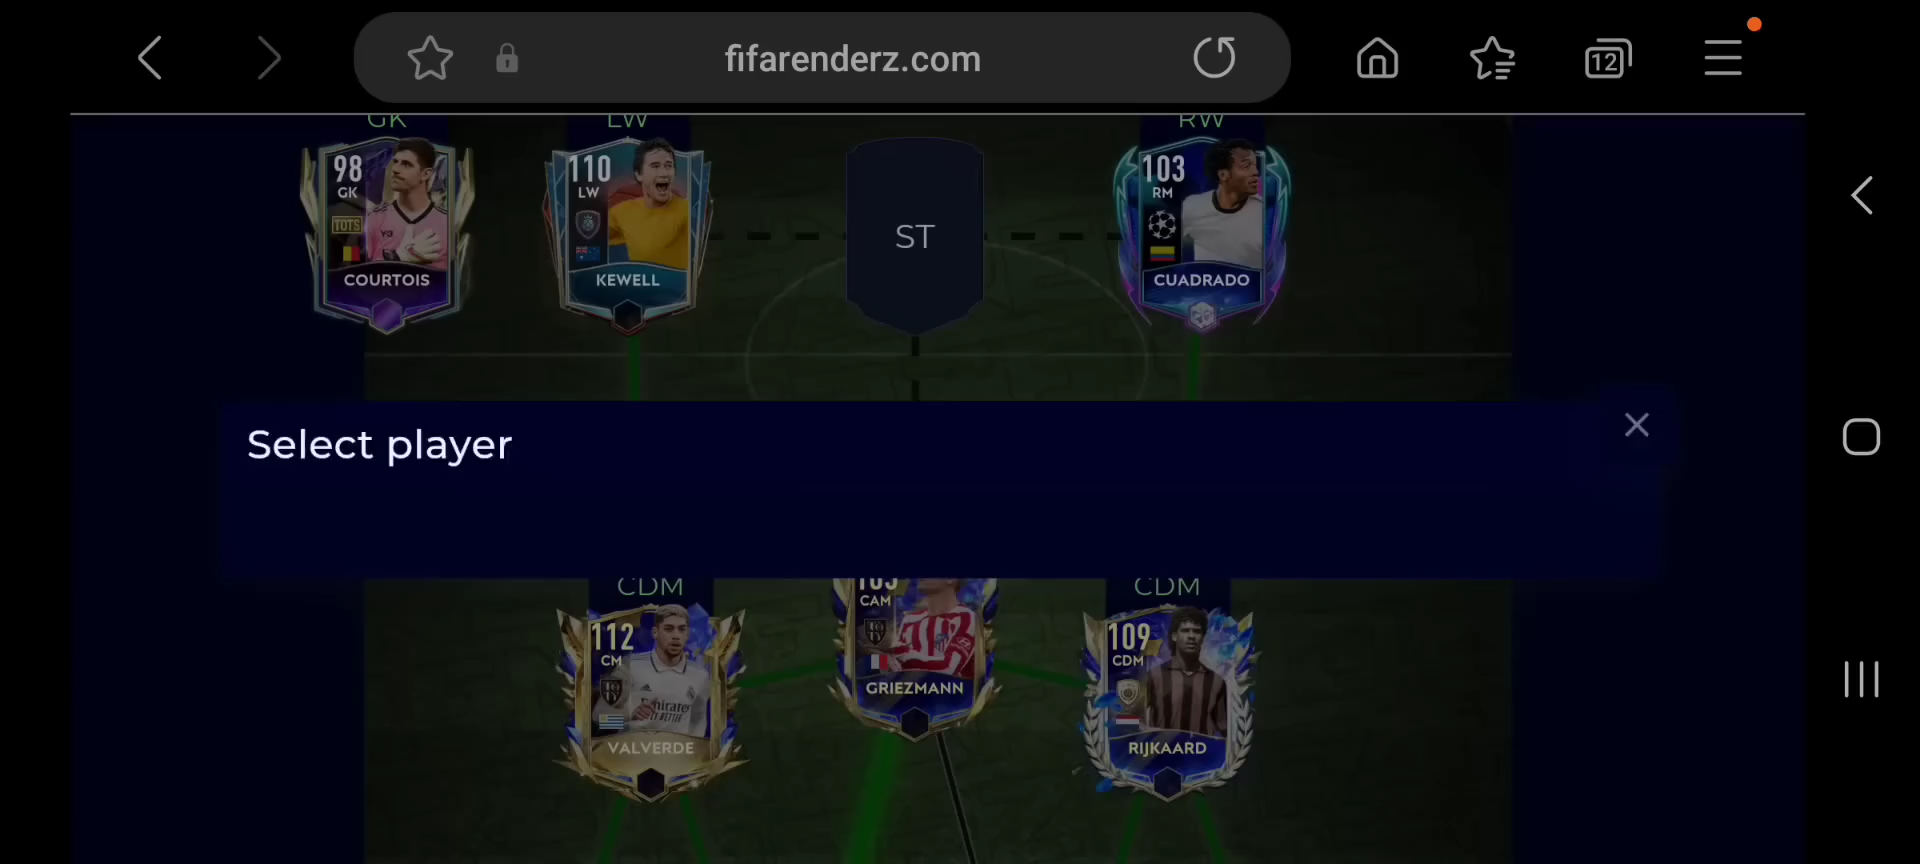 fifarenderz.com
12
GK
LW
RW
98
GK
TOTS
COURTOIS
110
LW
KEWELL
ST
103
RM
CUADRADO
Select player
CDM
CDM
112
CM
VALVERDE
CAM
GRIEZMANN
109
CDM
RIJKAARD